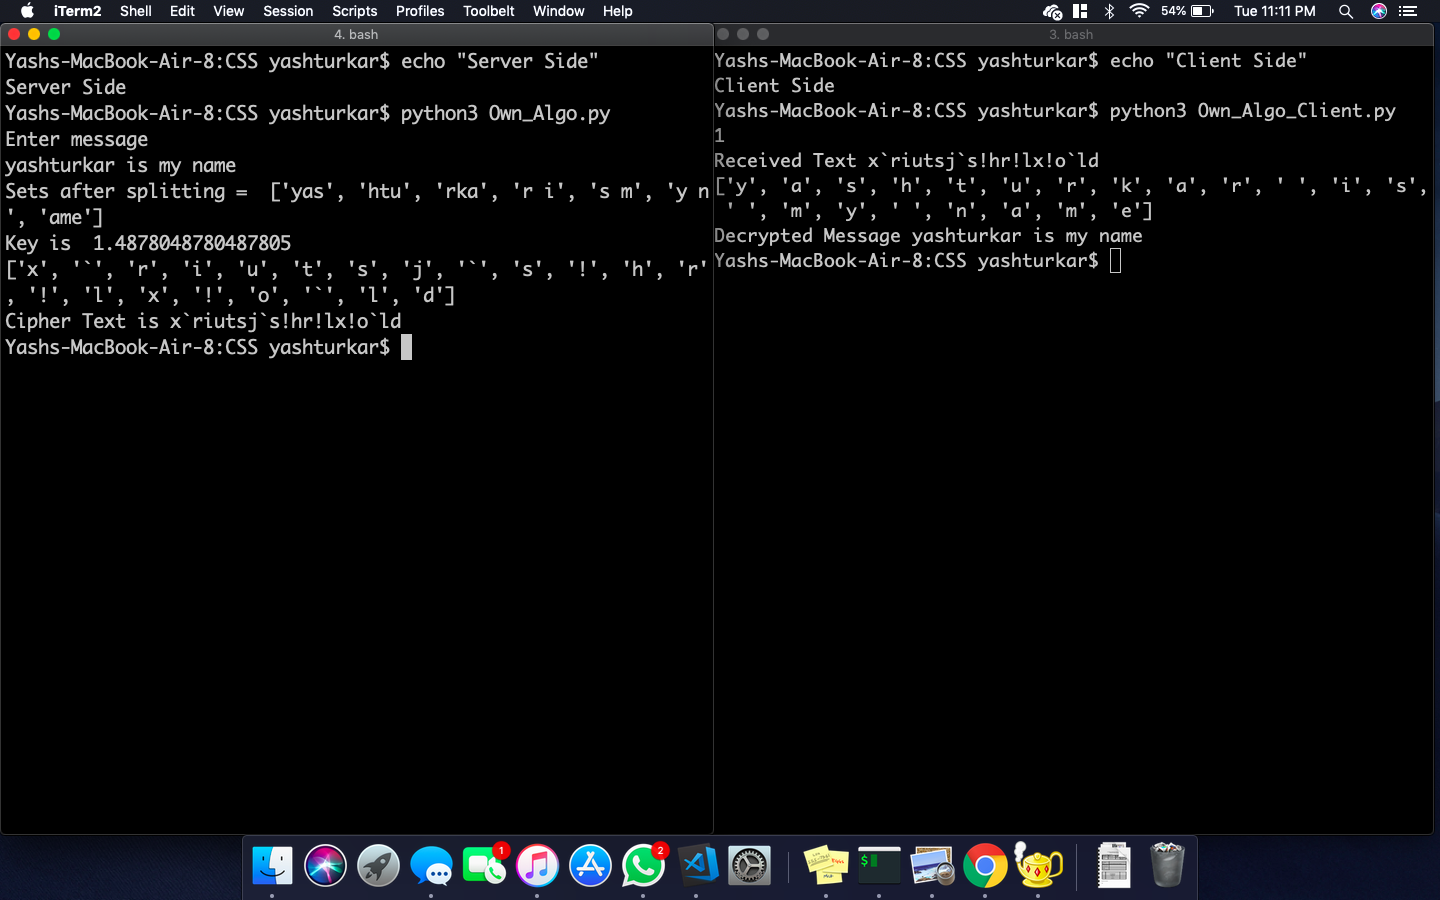 iTerm2 Shell Edit View Session Scripts Profiles Toolbelt Window Help 54% Tue 11:11 PM
4. bash
Yashs-MacBook-Air-8:CSS yashturkar$ echo "Server Side"
Server Side
Yashs-MacBook-Air-8:CSS yashturkar$ python3 Own_Algo.py
Enter message
yashturkar is my name
Sets after splitting =  ['yas', 'htu', 'rka', 'r i', 's m', 'y n
', 'ame']
Key is  1.4878048780487805
['x', '`', 'r', 'i', 'u', 't', 's', 'j', '`', 's', '!', 'h', 'r'
, '!', 'l', 'x', '!', 'o', '`', 'l', 'd']
Cipher Text is x`riutsj`s!hr!lx!o`ld
Yashs-MacBook-Air-8:CSS yashturkar$
3. bash
Yashs-MacBook-Air-8:CSS yashturkar$ echo "Client Side"
Client Side
Yashs-MacBook-Air-8:CSS yashturkar$ python3 Own_Algo_Client.py
1
Received Text x`riutsj`s!hr!lx!o`ld
['y', 'a', 's', 'h', 't', 'u', 'r', 'k', 'a', 'r', ' ', 'i', 's',
' ', 'm', 'y', ' ', 'n', 'a', 'm', 'e']
Decrypted Message yashturkar is my name
Yashs-MacBook-Air-8:CSS yashturkar$
1
2
$